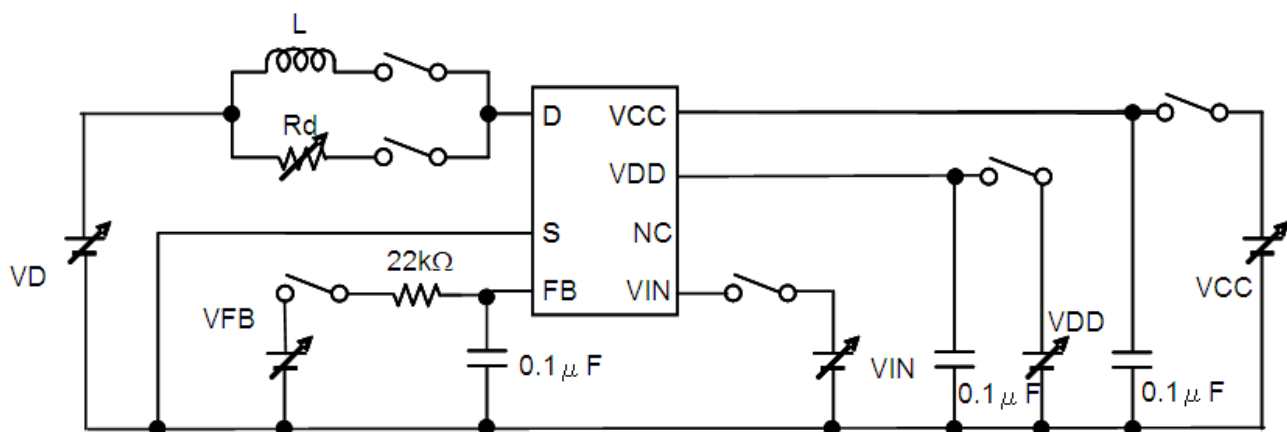 L
Rd
D
VCC
VDD
S
NC
FB
VIN
VD
22kΩ
VFB
0.1μF
VIN
VDD
VCC
0.1μF
0.1μF